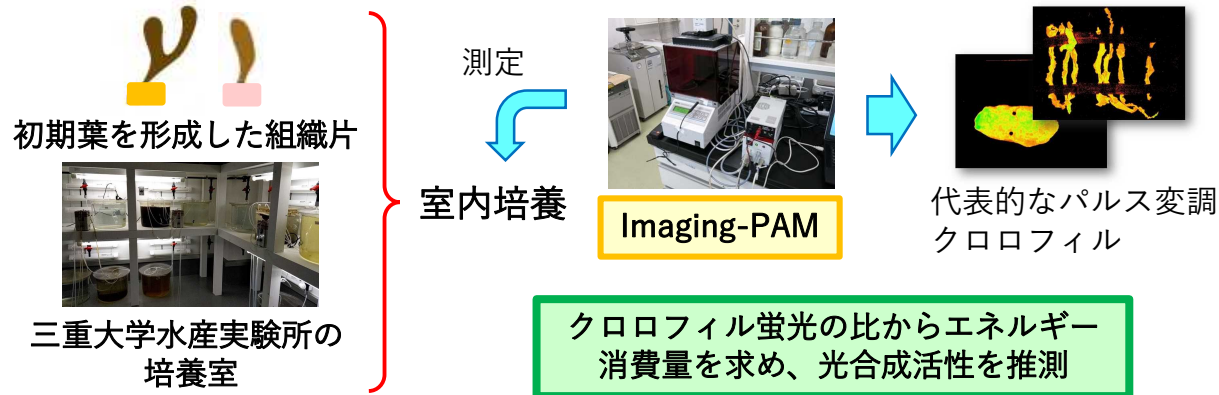 初期葉を形成した組織片
三重大学水産実験所の
培養室
測定
室内培養
Imaging-PAM
代表的なパルス変調
クロロフィル
クロロフィル蛍光の比からエネルギー
消費量を求め、光合成活性を推測